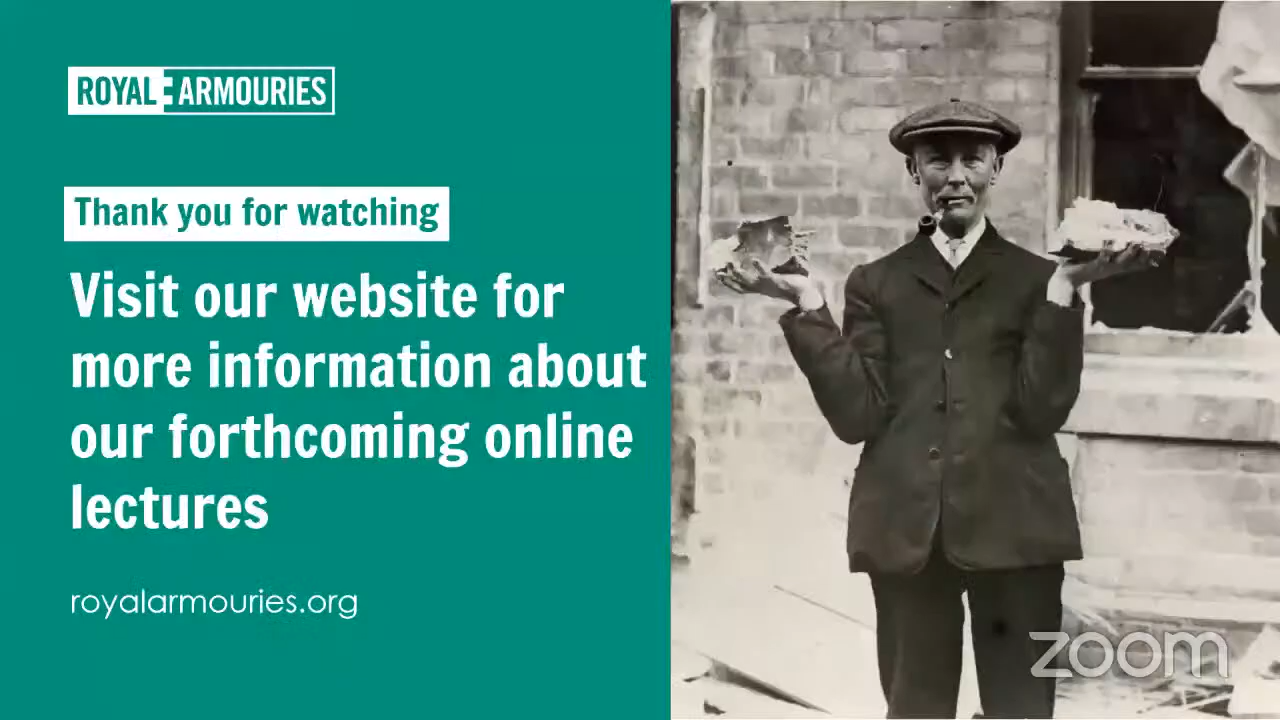 ROYAL ARMOURIES
Thank you for watching
Visit our website for
more information about
our forthcoming online
lectures
royalarmouries.org
zoom